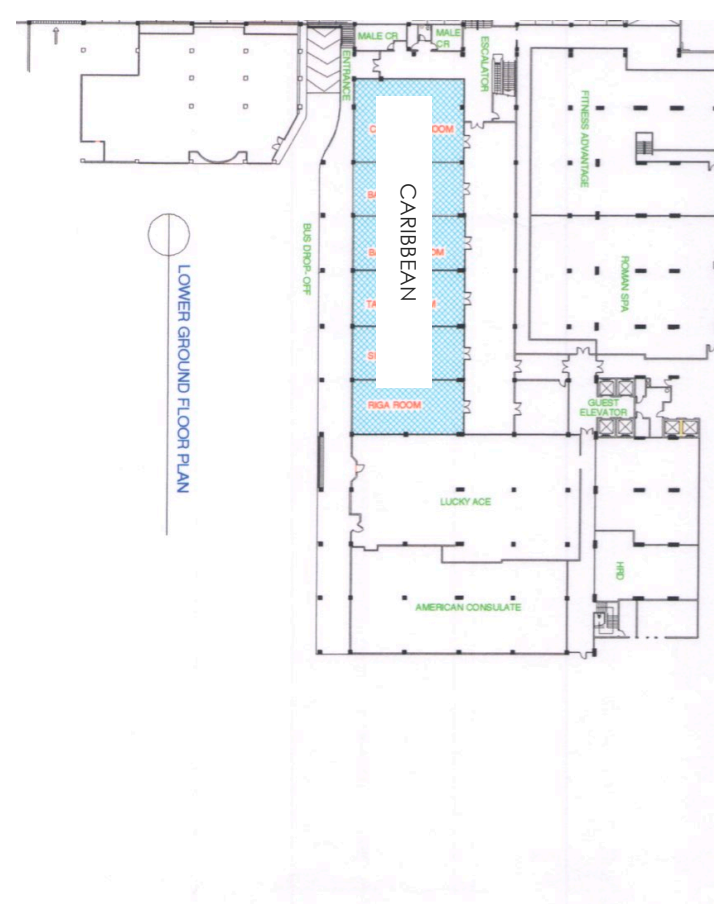 MALE CR
MALE
CR
ENTRANCE
ESCALATOR
FITNESS ADVANTAGE
CARIBBEAN
BUS DROP-OFF
ROMAN SPA
LOWER GROUND FLOOR PLAN
RIGA ROOM
GUEST
ELEVATOR
LUCKY ACE
HRD
AMERICAN CONSULATE